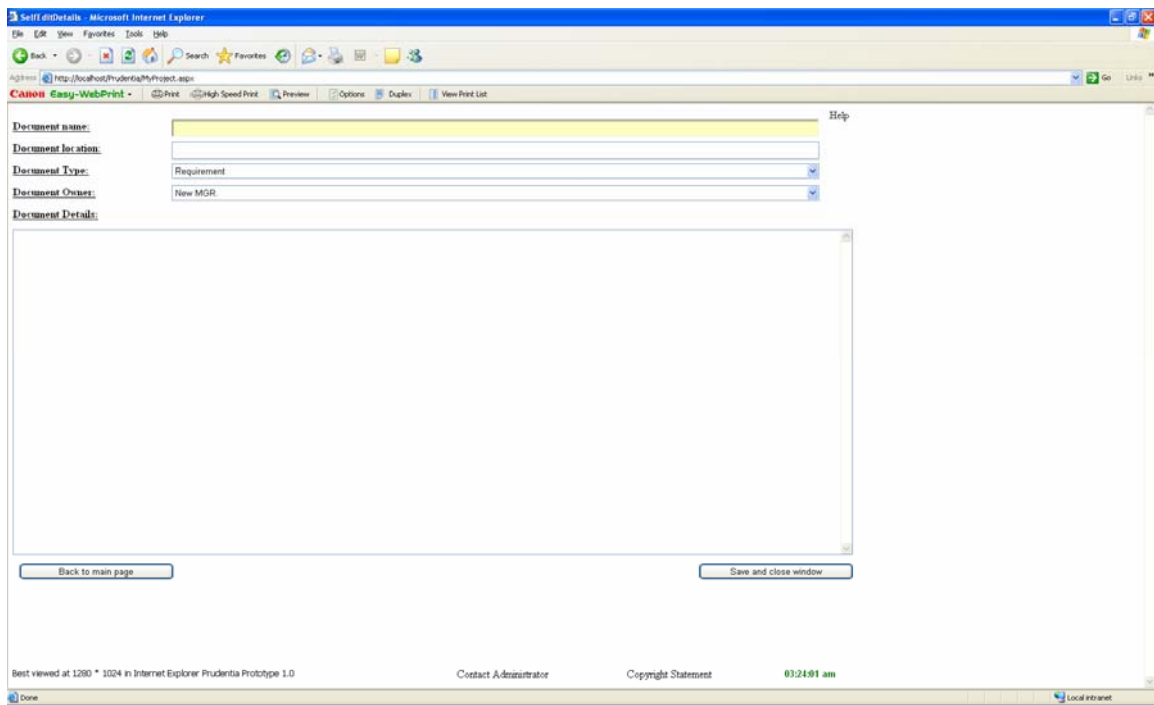 SelfEditDetails - Microsoft Internet Explorer
File Edit View Favorites Tools Help
Back Search Favorites
Address http://localhost/Prudentia/MyProject.aspx Go Links
Canon Easy-WebPrint Print High Speed Print Preview Options Duplex View Print List
Help
Document name:
Document location:
Document Type: Requirement
Document Owner: New MGR.
Document Details:
Back to main page Save and close window
Best viewed at 1280 * 1024 in Internet Explorer Prudentia Prototype 1.0 Contact Administrator Copyright Statement 03:24:01 am
Done Local intranet